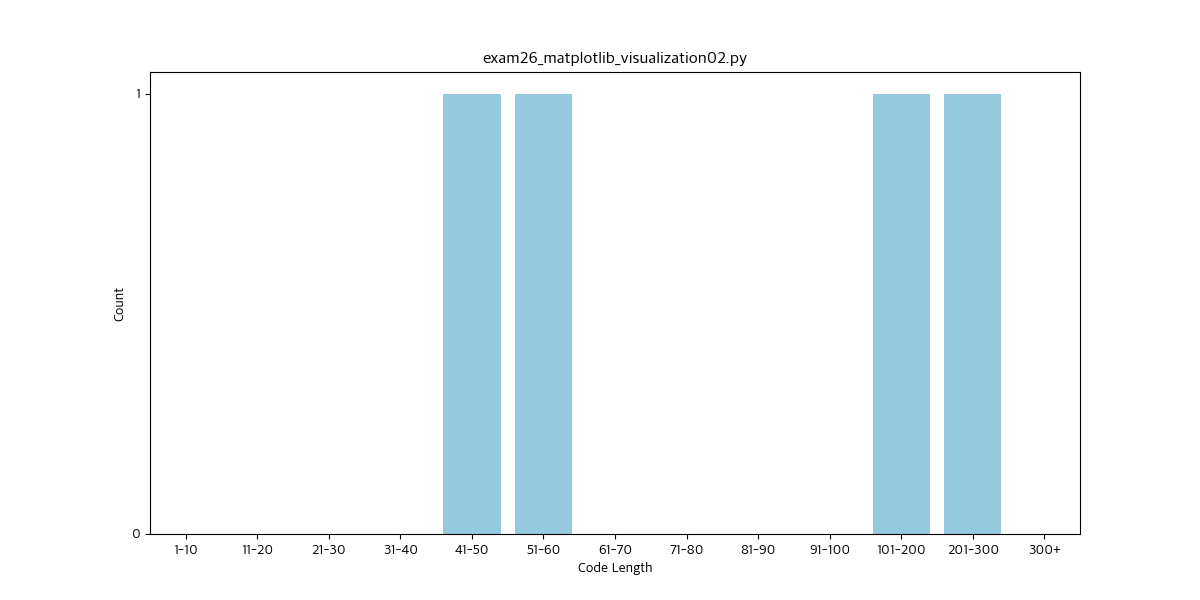 exam26_matplotlib_visualization02.py
1
Count
0
1-10 11-20 21-30 31-40 41-50 51-60 61-70 71-80 81-90 91-100 101-200 201-300 300+
Code Length